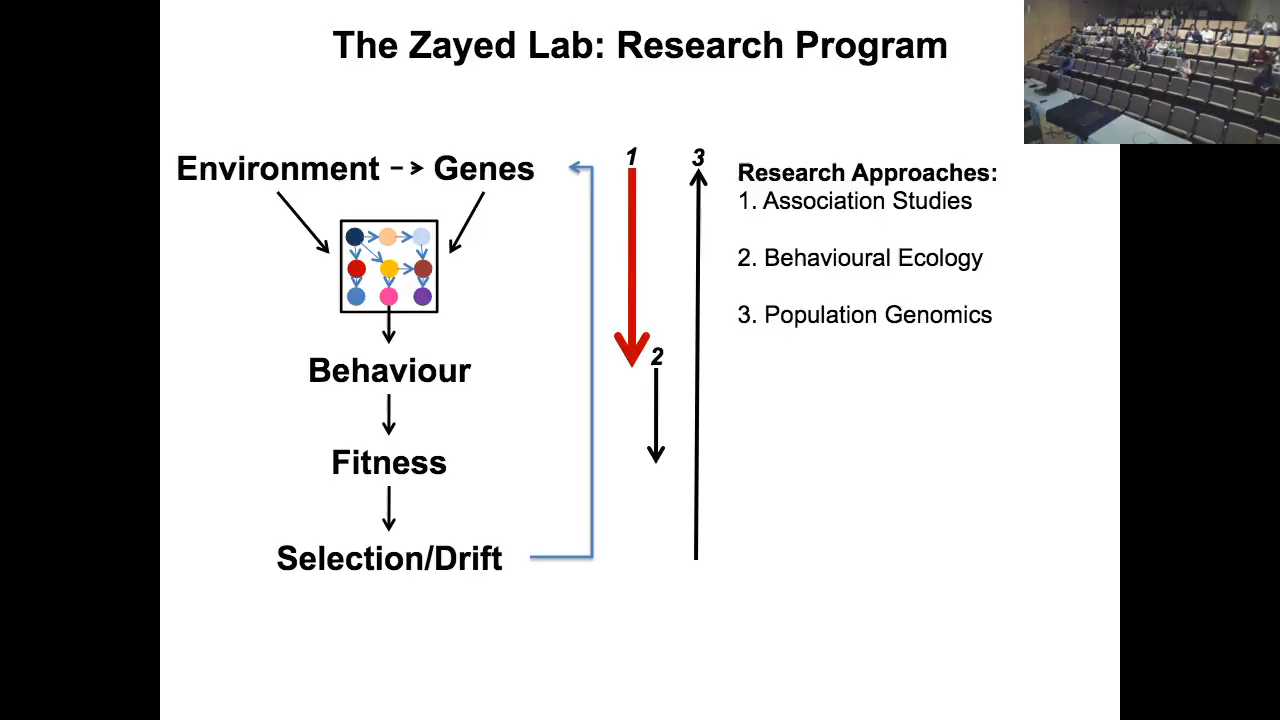 The Zayed Lab: Research Program
Environment -> Genes
1
3
Research Approaches:
1. Association Studies
2. Behavioural Ecology
3. Population Genomics
2
Behaviour
Fitness
Selection/Drift